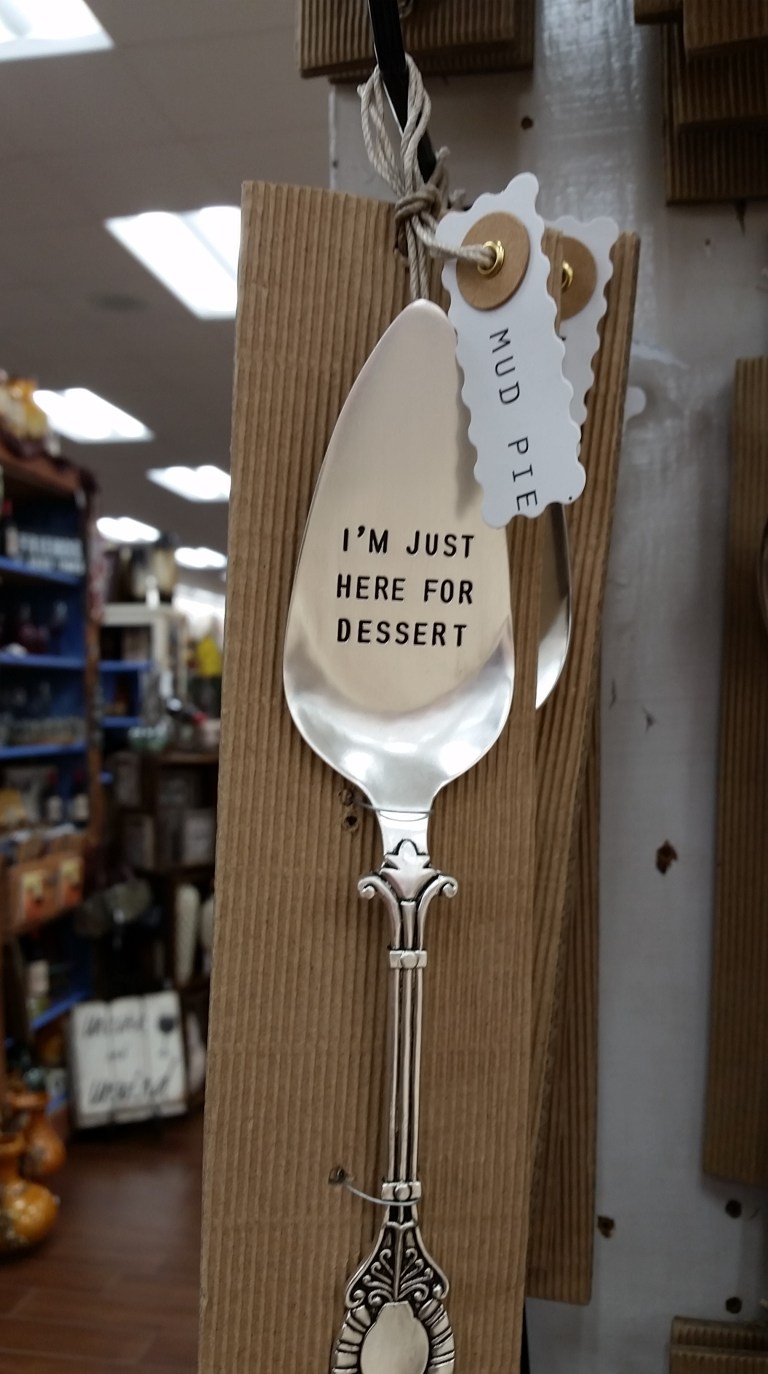 MUD PIE
I'M JUST
HERE FOR
DESSERT